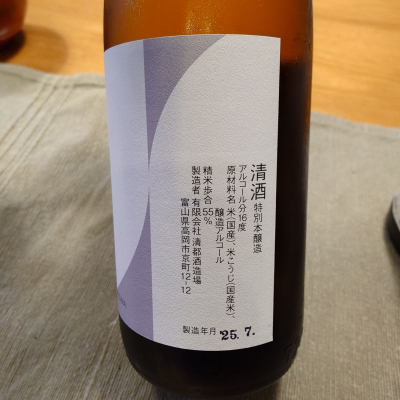 清酒 特別本醸造
アルコール分16度
原材料名 米(国産)、米こうじ(国産米)、
醸造アルコール
精米歩合 55%
製造者 有限会社 清都酒造場
富山県高岡市京町12-12
製造年月 '25. 7.